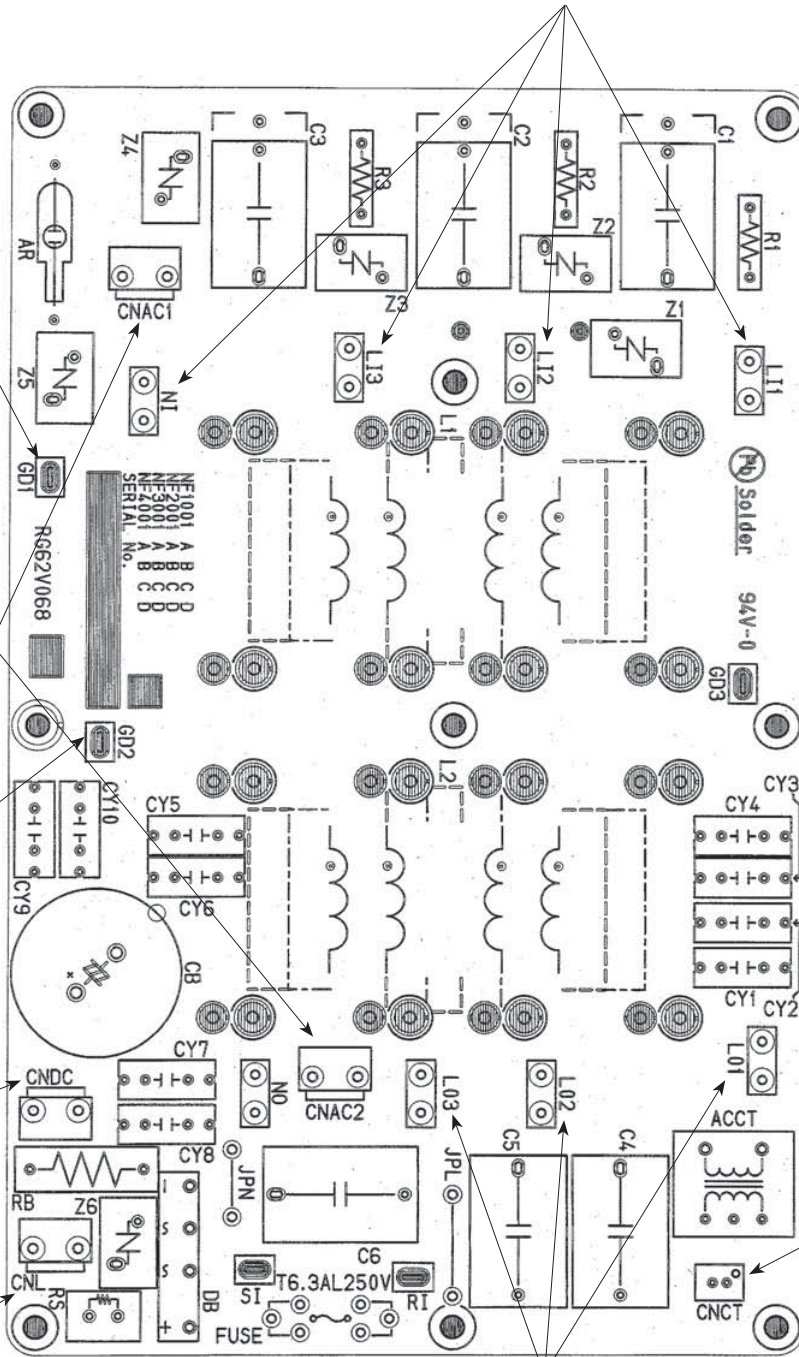 Z4
C3
R3
C2
R2
C1
R1
AR
CNAC1
Z3
Z2
Z1
Z5
NI
LI3
LI2
LI1
L1
GD1
NF1001 A B C D
NF2001 A B C D
NF3001 A B C D
NF4001 A B C D
SERIAL No.
RG62V068
Pb Solder
94V-0
GD3
GD2
L2
CY10
CY9
CY5
CY6
CY3
CY4
CY1
CY2
CB
CY7
CY8
CNDC
NO
CNAC2
LO3
LO2
LO1
ACCT
C5
C4
RB
Z6
JPN
JPL
C6
CNL
RS
DB
SI
T6.3AL250V
RI
FUSE
CNCT